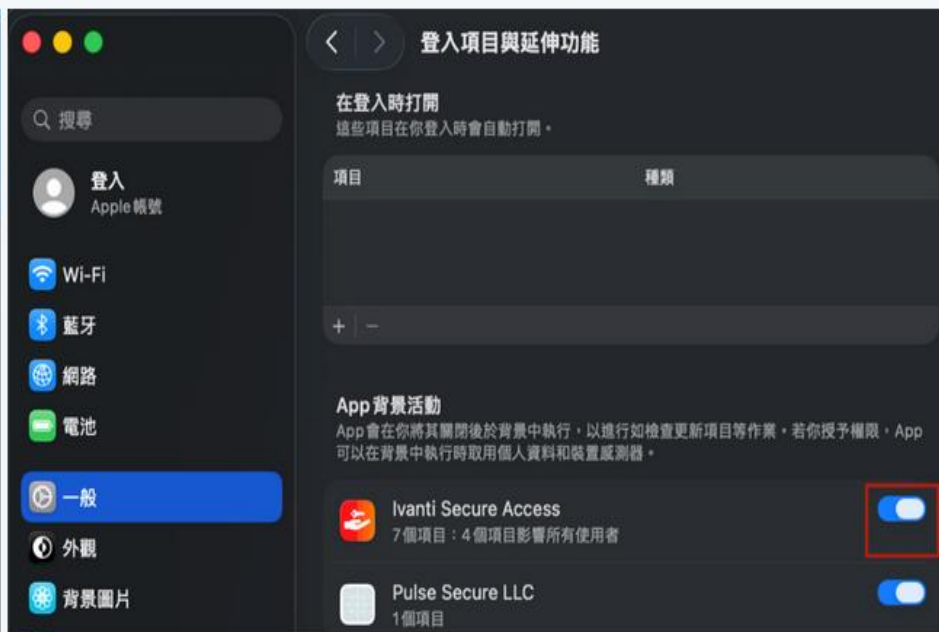 登入項目與延伸功能
搜尋
登入
Apple帳號
Wi-Fi
藍牙
網路
電池
一般
外觀
背景圖片
在登入時打開
這些項目在你登入時會自動打開。
項目 種類
+ −
App 背景活動
App 會在你將其關閉後於背景中執行,以進行如檢查更新項目等作業。若你授予權限,App
可以在背景中執行時取用個人資料和裝置感測器。
Ivanti Secure Access
7個項目:4個項目影響所有使用者
Pulse Secure LLC
1個項目